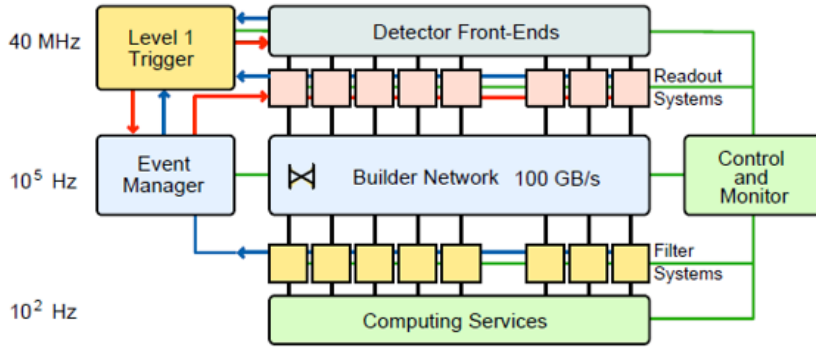 40 MHz
Level 1
Trigger
Detector Front-Ends
Readout
Systems
10⁵ Hz
Event
Manager
Builder Network 100 GB/s
Control
and
Monitor
Filter
Systems
10² Hz
Computing Services